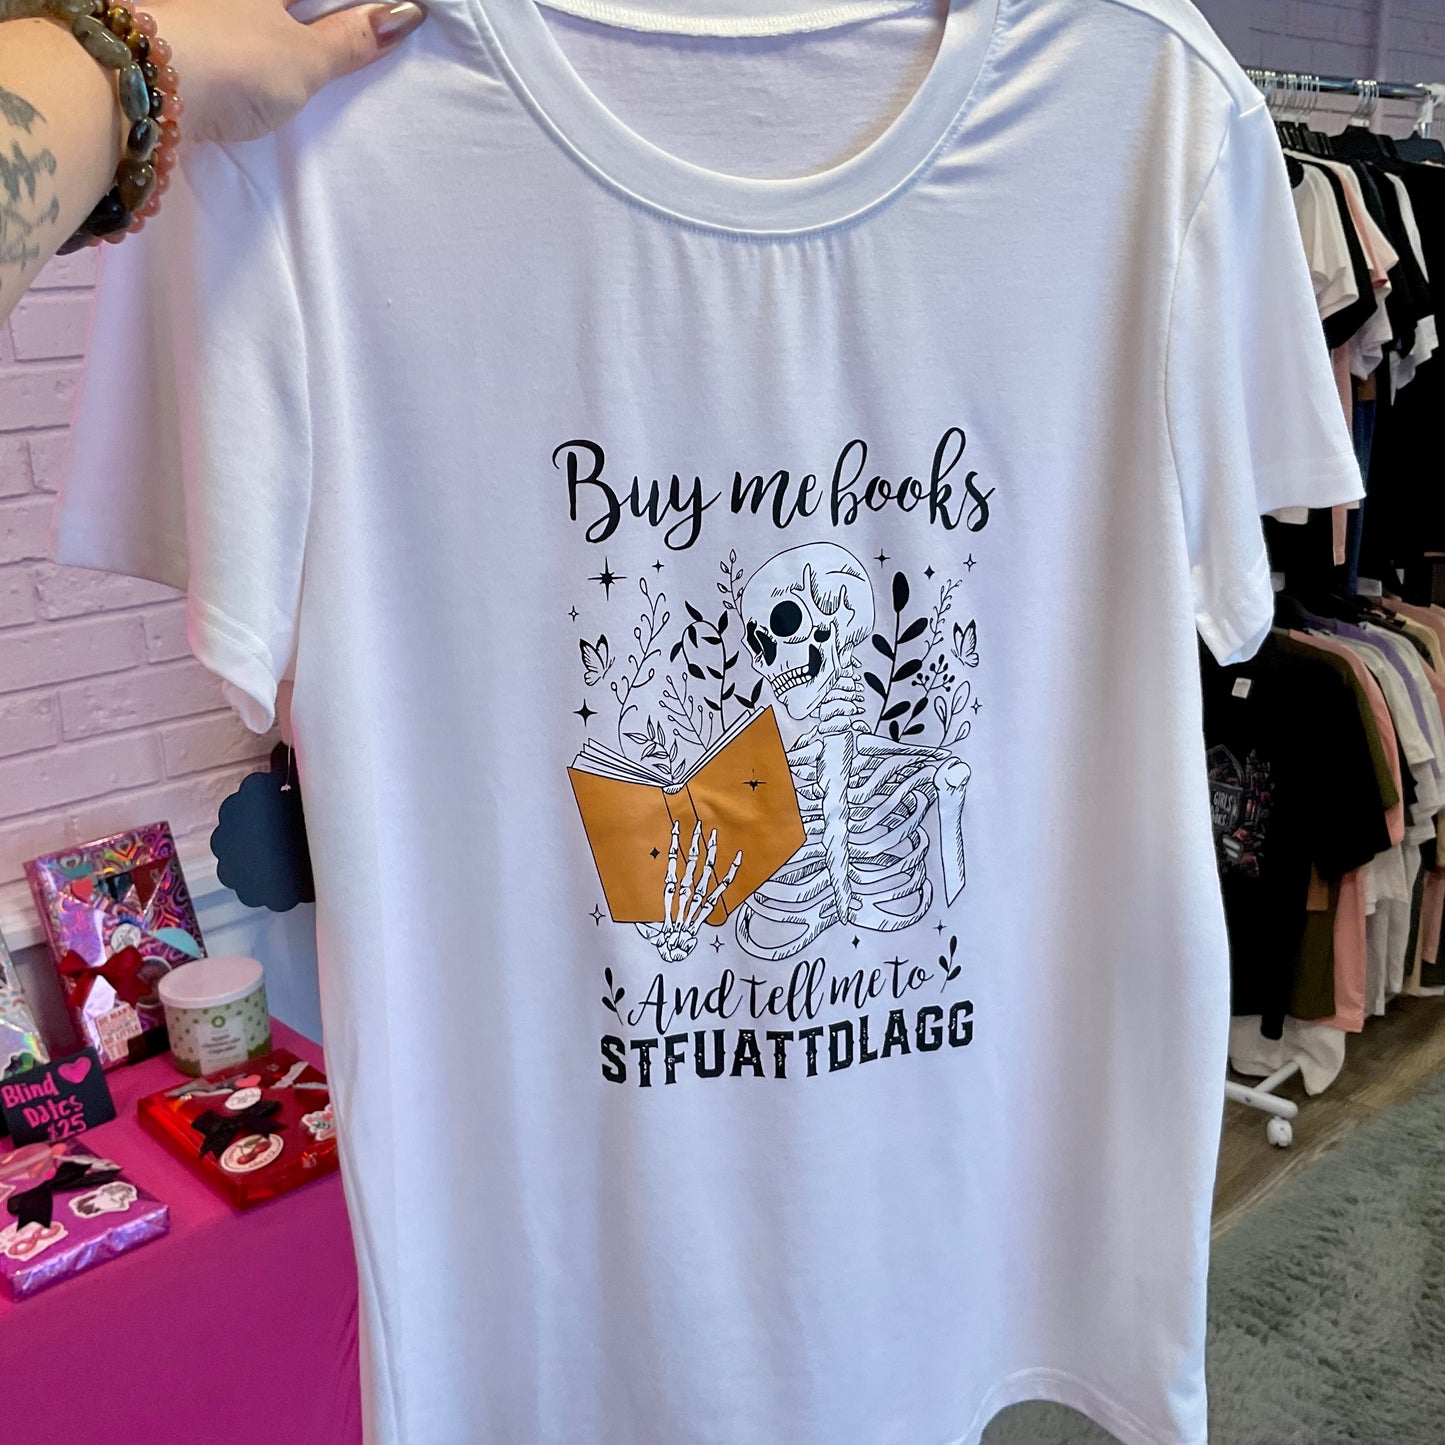 Buy me books
And tell me to
STFUATTDLAGG
Blind
Dates
$25